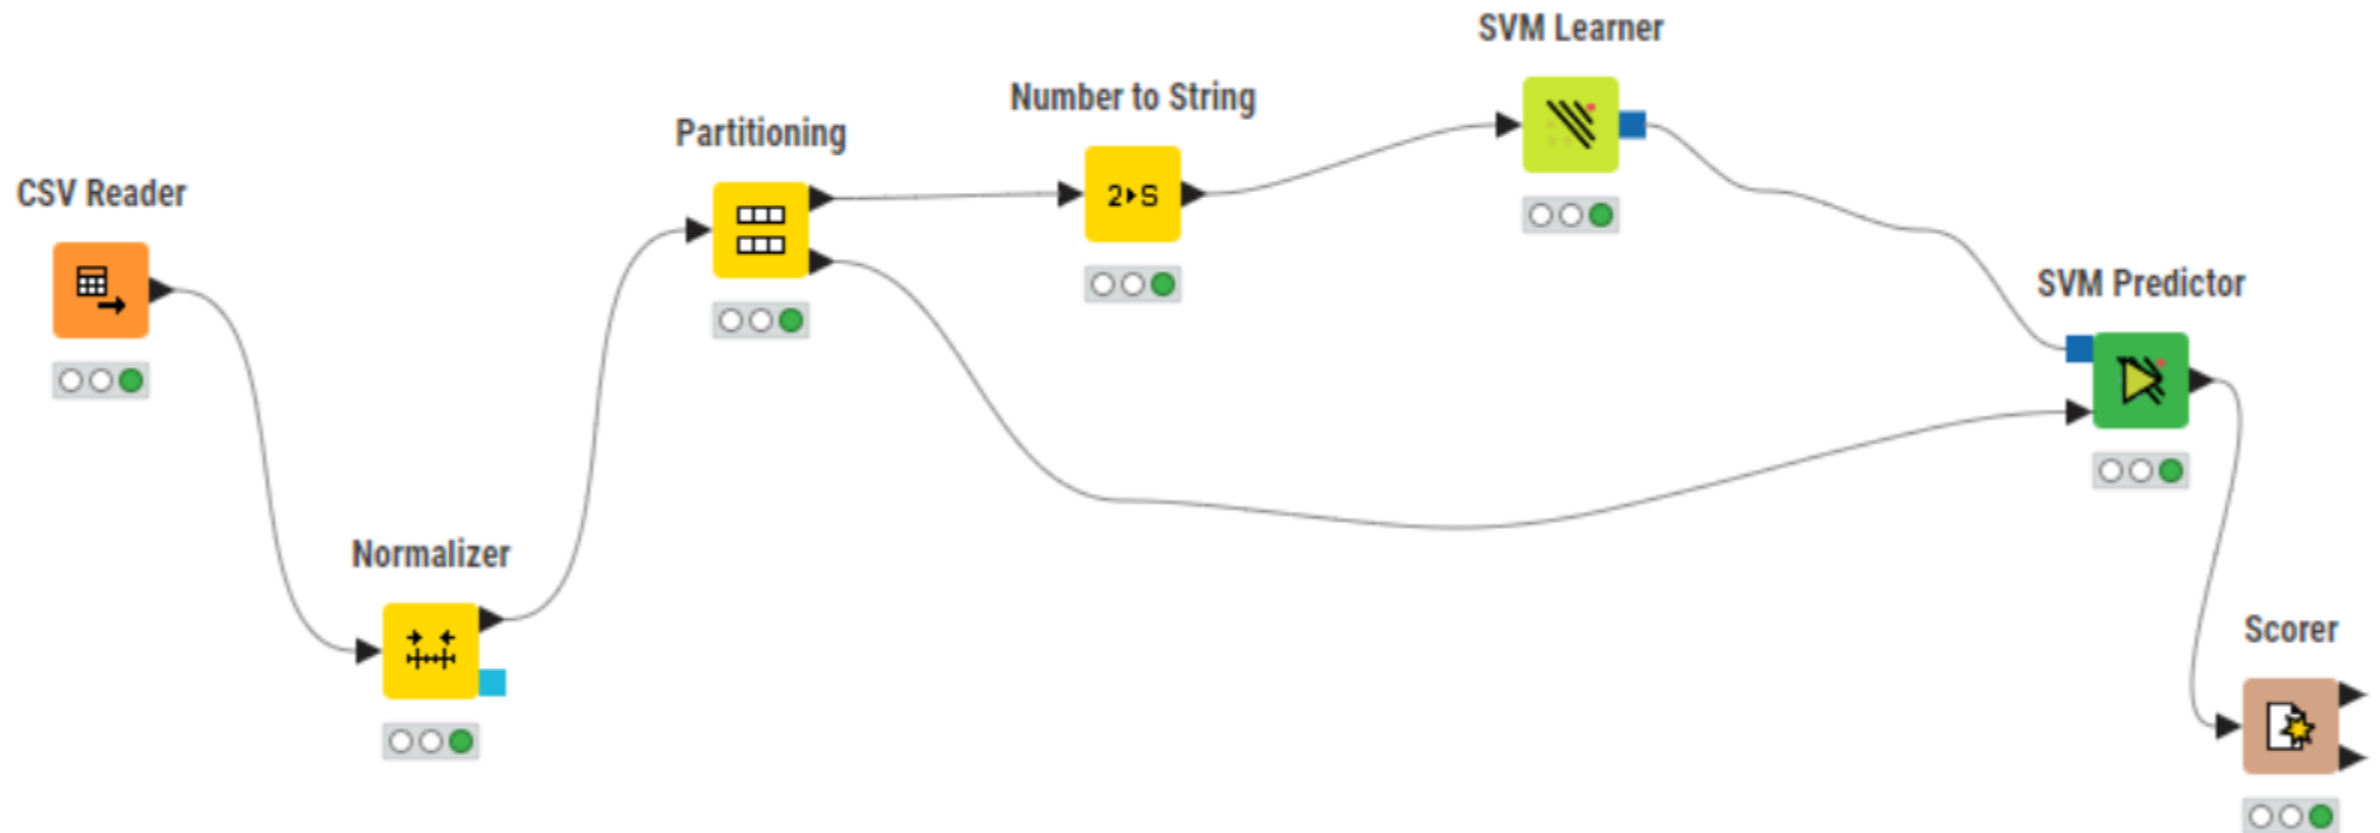 SVM Learner
Number to String
Partitioning
CSV Reader
2▸S
SVM Predictor
Normalizer
Scorer